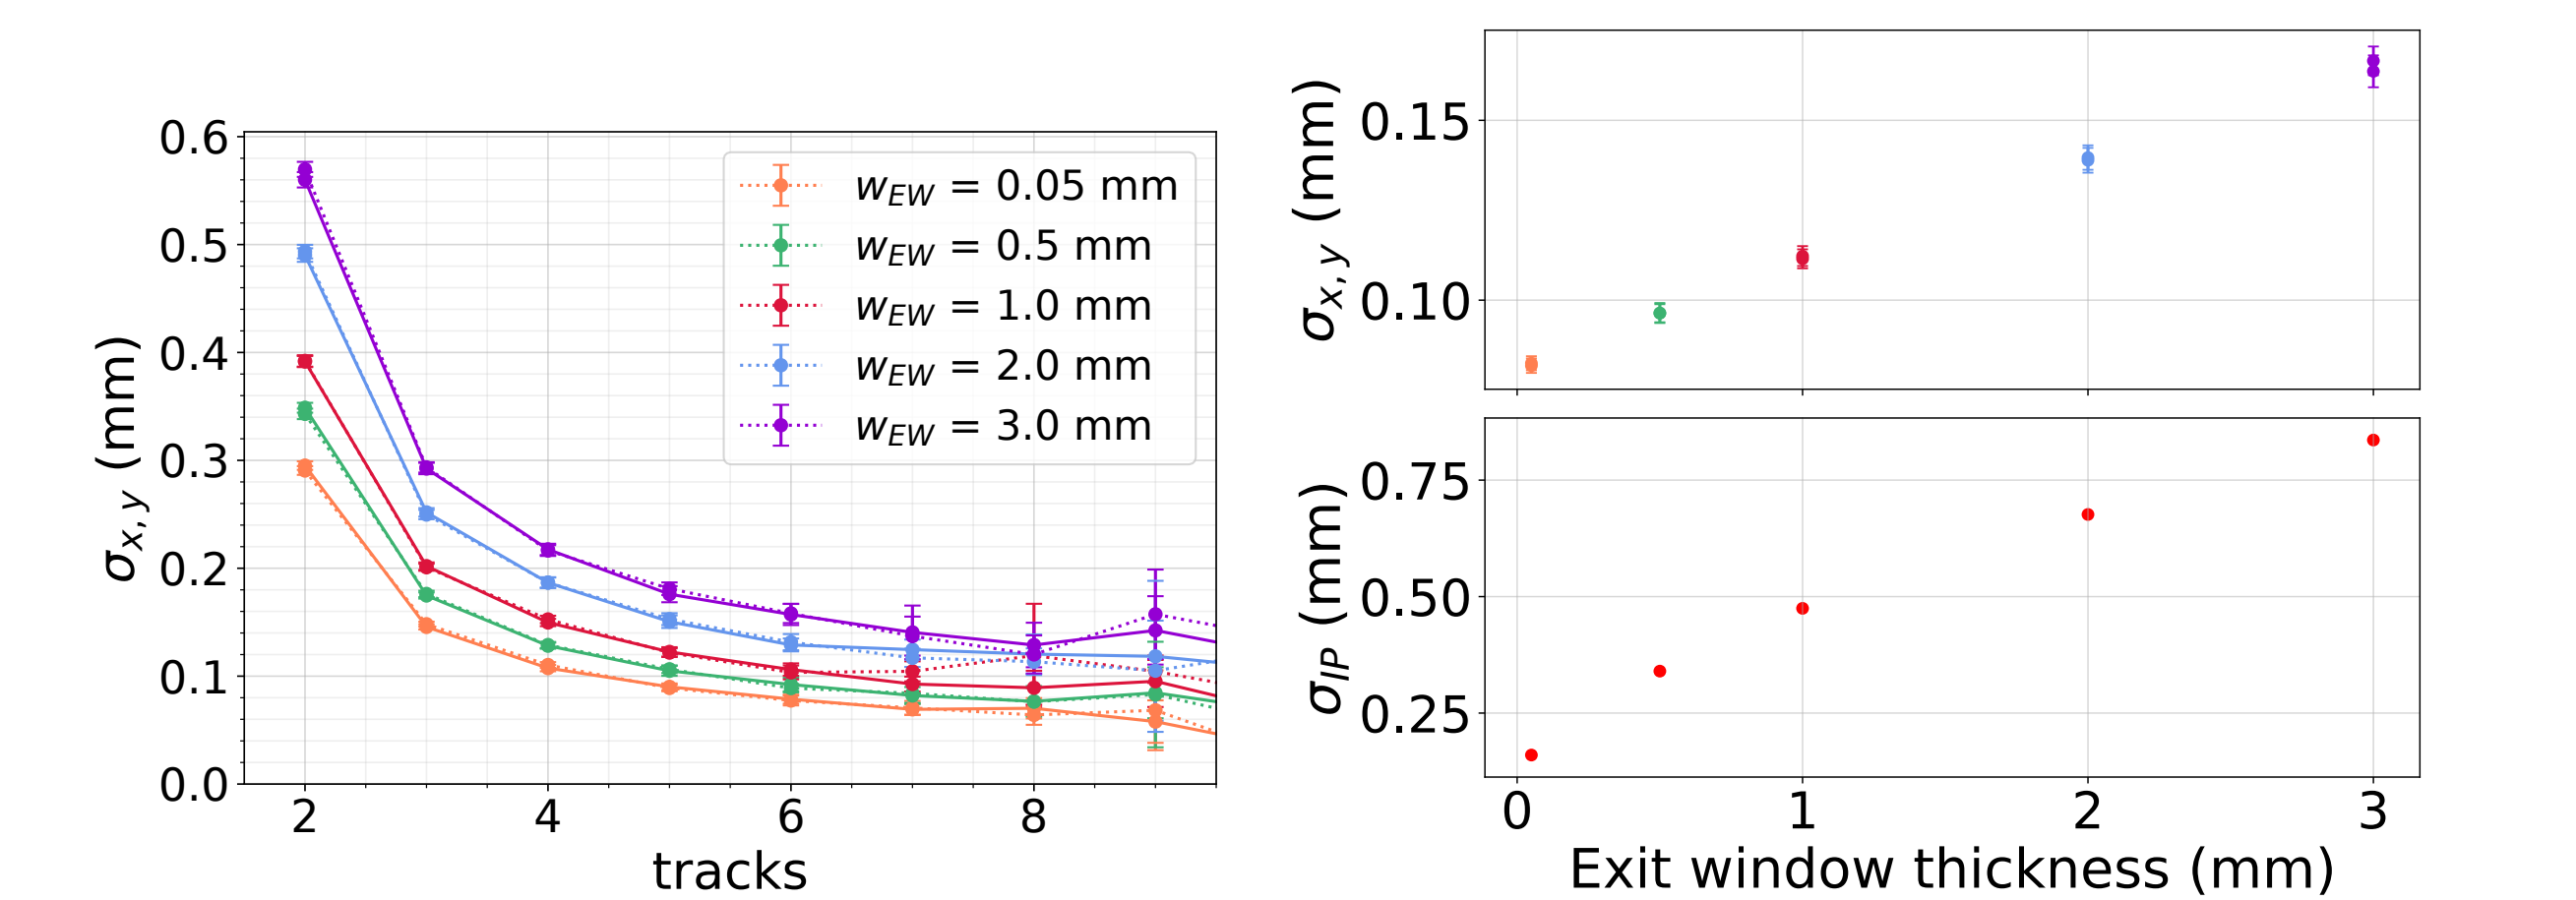 0.6
0.5
0.4
0.3
0.2
0.1
0.0
σx,y (mm)
2 4 6 8
tracks
wEW = 0.05 mm
wEW = 0.5 mm
wEW = 1.0 mm
wEW = 2.0 mm
wEW = 3.0 mm
0.15
0.10
σx,y (mm)
0.75
0.50
0.25
σIP (mm)
0 1 2 3
Exit window thickness (mm)